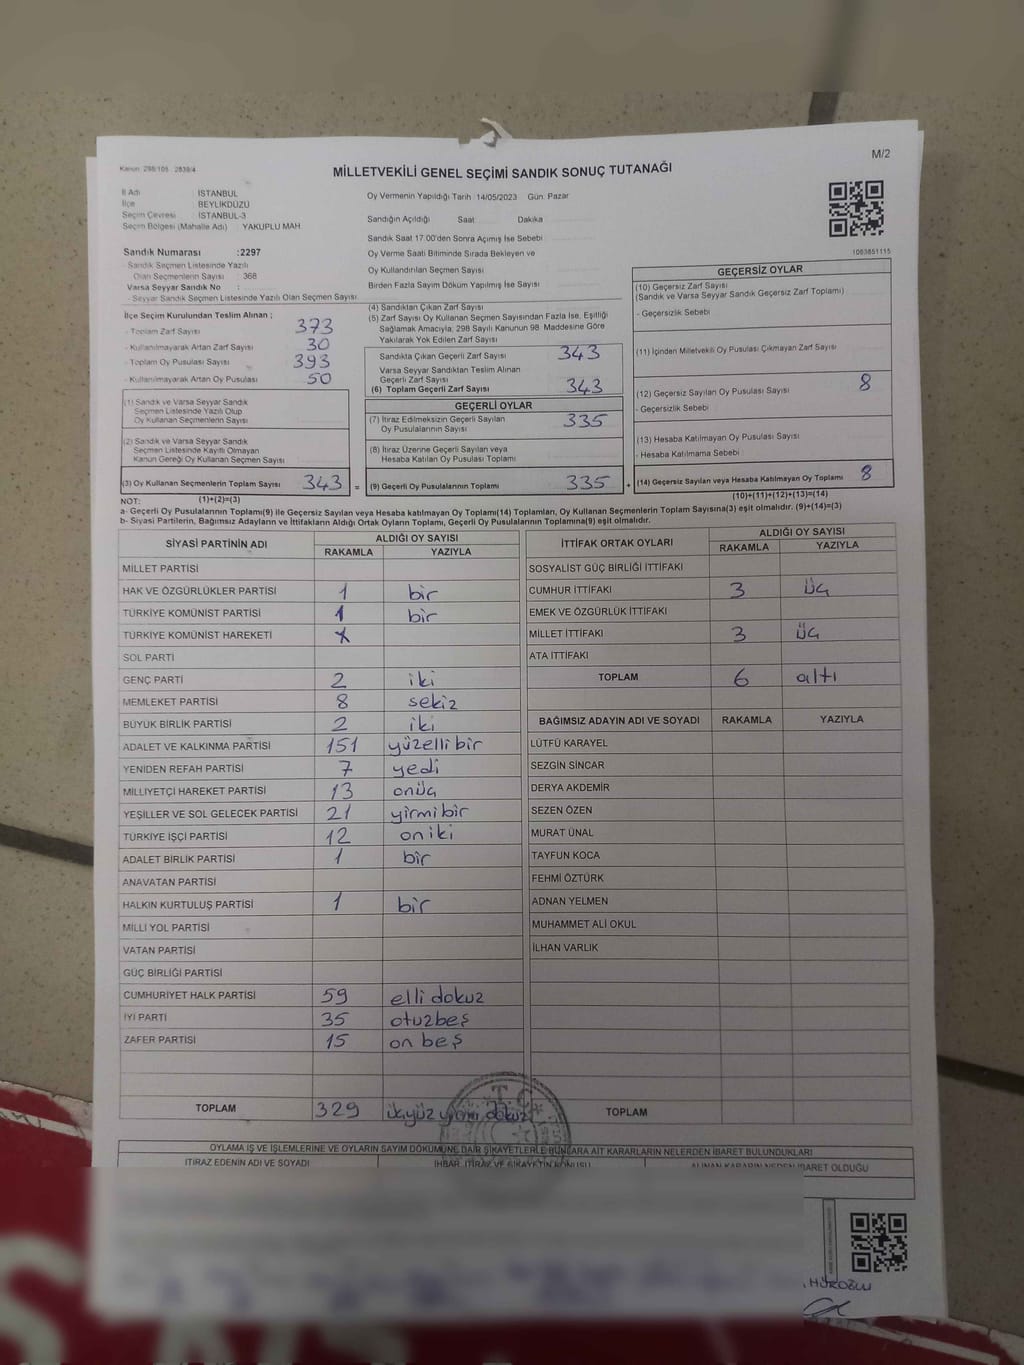 M/2
Kanun: 298/105 2839/4
MİLLETVEKİLİ GENEL SEÇİMİ SANDIK SONUÇ TUTANAĞI
İl Adı : İSTANBUL
İlçe : BEYLİKDÜZÜ
Seçim Çevresi : İSTANBUL-3
Seçim Bölgesi (Mahalle Adı) YAKUPLU MAH.
Oy Vermenin Yapıldığı Tarih 14/05/2023 Gün: Pazar
Sandığın Açıldığı Saat Dakika
Sandık Saat 17.00'den Sonra Açılmış İse Sebebi
Oy Verme Saati Bitiminde Sırada Bekleyen ve
Oy Kullandırılan Seçmen Sayısı
Birden Fazla Sayım Döküm Yapılmış İse Sayısı
1093851115
Sandık Numarası :2297
- Sandık Seçmen Listesinde Yazılı
Olan Seçmenlerin Sayısı : 368
Varsa Seyyar Sandık No :
- Seyyar Sandık Seçmen Listesinde Yazılı Olan Seçmen Sayısı
İlçe Seçim Kurulundan Teslim Alınan ;
- Toplam Zarf Sayısı 373
- Kullanılmayarak Artan Zarf Sayısı 30
- Toplam Oy Pusulası Sayısı 393
- Kullanılmayarak Artan Oy Pusulası 50
(1) Sandık ve Varsa Seyyar Sandık
Seçmen Listesinde Yazılı Olup
Oy Kullanan Seçmenlerin Sayısı
(2) Sandık ve Varsa Seyyar Sandık
Seçmen Listesinde Kayıtlı Olmayan
Kanun Gereği Oy Kullanan Seçmen Sayısı
(3) Oy Kullanan Seçmenlerin Toplam Sayısı 343 =
(4) Sandıktan Çıkan Zarf Sayısı
(5) Zarf Sayısı Oy Kullanan Seçmen Sayısından Fazla İse, Eşitliği
Sağlamak Amacıyla; 298 Sayılı Kanunun 98. Maddesine Göre
Yakılarak Yok Edilen Zarf Sayısı
Sandıkta Çıkan Geçerli Zarf Sayısı 343
Varsa Seyyar Sandıktan Teslim Alınan
Geçerli Zarf Sayısı
(6) Toplam Geçerli Zarf Sayısı 343
GEÇERLİ OYLAR
(7) İtiraz Edilmeksizin Geçerli Sayılan
Oy Pusulalarının Sayısı 335
(8) İtiraz Üzerine Geçerli Sayılan veya
Hesaba Katılan Oy Pusulası Toplamı
(9) Geçerli Oy Pusulalarının Toplamı 335 +
GEÇERSİZ OYLAR
(10) Geçersiz Zarf Sayısı
(Sandık ve Varsa Seyyar Sandık Geçersiz Zarf Toplamı)
- Geçersizlik Sebebi
(11) İçinden Milletvekili Oy Pusulası Çıkmayan Zarf Sayısı
(12) Geçersiz Sayılan Oy Pusulası Sayısı 8
- Geçersizlik Sebebi
(13) Hesaba Katılmayan Oy Pusulası Sayısı
- Hesaba Katılmama Sebebi
(14) Geçersiz Sayılan veya Hesaba Katılmayan Oy Toplamı 8
NOT: (1)+(2)=(3) (10)+(11)+(12)+(13)=(14)
a- Geçerli Oy Pusulalarının Toplamı(9) ile Geçersiz Sayılan veya Hesaba katılmayan Oy Toplamı(14) Toplamları, Oy Kullanan Seçmenlerin Toplam Sayısına(3) eşit olmalıdır. (9)+(14)=(3)
b- Siyasi Partilerin, Bağımsız Adayların ve İttifakların Aldığı Ortak Oyların Toplamı, Geçerli Oy Pusulalarının Toplamına(9) eşit olmalıdır.
SİYASİ PARTİNİN ADI ALDIĞI OY SAYISI
RAKAMLA YAZIYLA
MİLLET PARTİSİ
HAK VE ÖZGÜRLÜKLER PARTİSİ 1 bir
TÜRKİYE KOMÜNİST PARTİSİ 1 bir
TÜRKİYE KOMÜNİST HAREKETİ
SOL PARTİ
GENÇ PARTİ 2 iki
MEMLEKET PARTİSİ 8 sekiz
BÜYÜK BİRLİK PARTİSİ 2 iki
ADALET VE KALKINMA PARTİSİ 151 yüzelli bir
YENİDEN REFAH PARTİSİ 7 yedi
MİLLİYETÇİ HAREKET PARTİSİ 13 onüç
YEŞİLLER VE SOL GELECEK PARTİSİ 21 yirmi bir
TÜRKİYE İŞÇİ PARTİSİ 12 on iki
ADALET BİRLİK PARTİSİ 1 bir
ANAVATAN PARTİSİ
HALKIN KURTULUŞ PARTİSİ 1 bir
MİLLİ YOL PARTİSİ
VATAN PARTİSİ
GÜÇ BİRLİĞİ PARTİSİ
CUMHURİYET HALK PARTİSİ 59 elli dokuz
İYİ PARTİ 35 otuzbeş
ZAFER PARTİSİ 15 on beş
TOPLAM 329 üçyüz yirmi dokuz
T.C.
İTTİFAK ORTAK OYLARI ALDIĞI OY SAYISI
RAKAMLA YAZIYLA
SOSYALİST GÜÇ BİRLİĞİ İTTİFAKI
CUMHUR İTTİFAKI 3 üç
EMEK VE ÖZGÜRLÜK İTTİFAKI
MİLLET İTTİFAKI 3 üç
ATA İTTİFAKI
TOPLAM 6 altı
BAĞIMSIZ ADAYIN ADI VE SOYADI RAKAMLA YAZIYLA
LÜTFÜ KARAYEL
SEZGİN SİNCAR
DERYA AKDEMİR
SEZEN ÖZEN
MURAT ÜNAL
TAYFUN KOCA
FEHMİ ÖZTÜRK
ADNAN YELMEN
MUHAMMET ALİ OKUL
İLHAN VARLIK
TOPLAM
OYLAMA İŞ VE İŞLEMLERİNE VE OYLARIN SAYIM DÖKÜMÜNE DAİR ŞİKAYETLERLE BUNLARA AİT KARARLARIN NELERDEN İBARET BULUNDUKLARI
İTİRAZ EDENİN ADI VE SOYADI İHBAR, İTİRAZ VE ŞİKAYETİN KONUSU ALINAN KARARIN NEDEN İBARET OLDUĞU